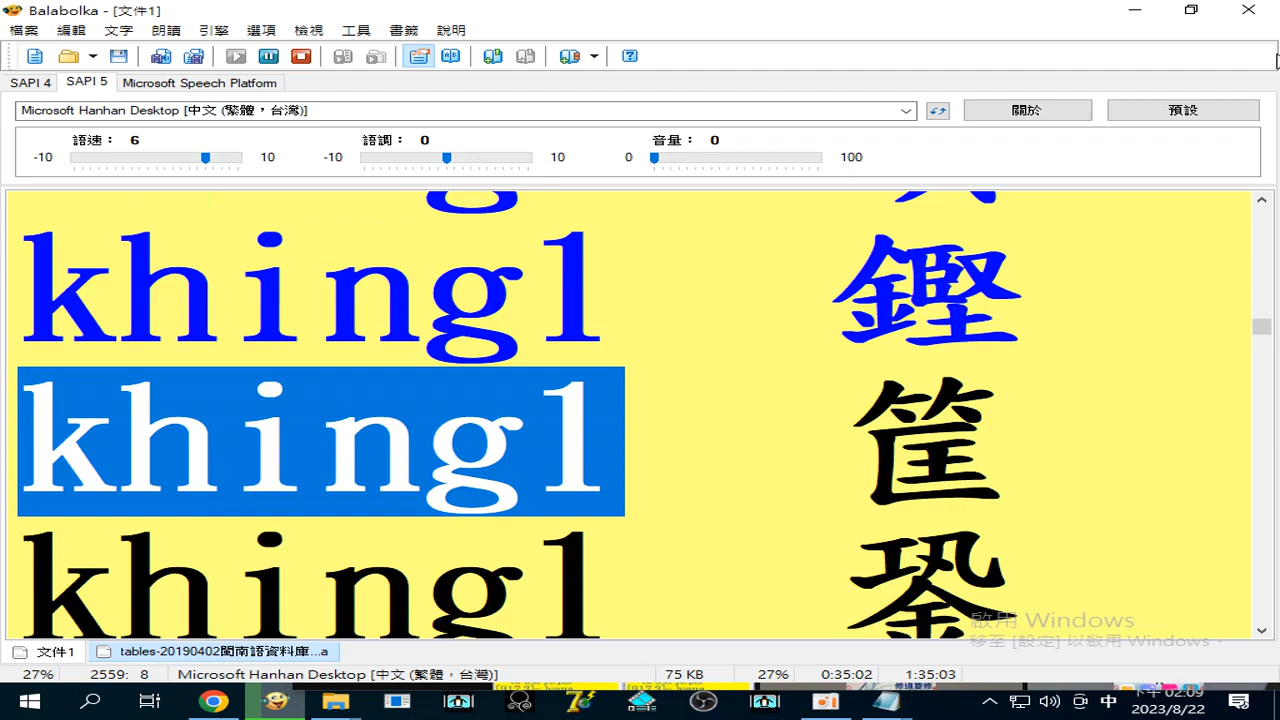 Balabolka - [文件1]
檔案 編輯 文字 朗讀 引擎 選項 檢視 工具 書籤 說明
SAPI 4 SAPI 5 Microsoft Speech Platform
Microsoft Hanhan Desktop [中文 (繁體，台灣)] 關於 預設
語速： 6 語調： 0 音量： 0
-10 10 -10 10 0 100
khing1 鏗
khing1 筐
khing1 銎
啟用 Windows
移至 [設定] 以啟用 Windows。
文件1 tables-20190402閩南語資料庫...a
27% 2559: 8 Microsoft Hanhan Desktop [中文 (繁體，台灣)] 75 KB 27% 0:35:02 1:35:03
中 下午 02:09
2023/8/22